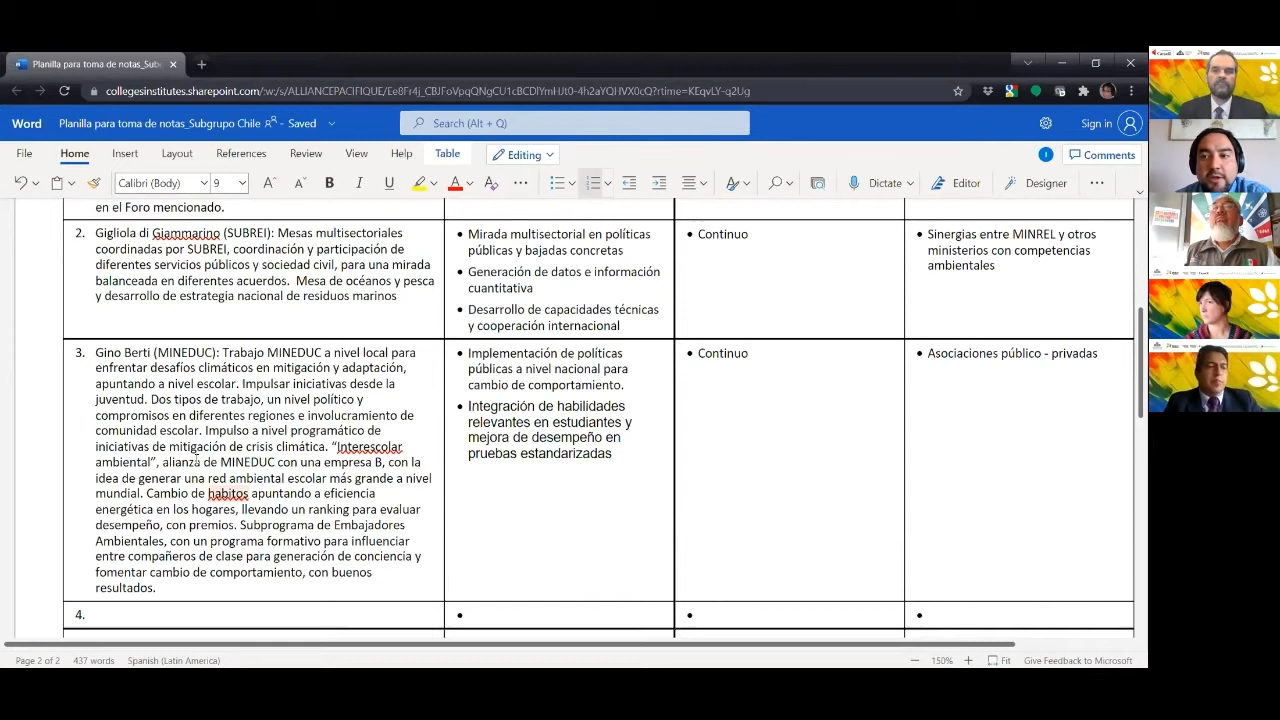 Planilla para toma de notas_Sub
collegesinstitutes.sharepoint.com/:w:/s/ALLIANCEPACIFIQUE/
Word
Planilla para toma de notas_Subgrupo Chile - Saved
Search (Alt + Q)
Sign in
File
Home
Insert
Layout
References
Review
View
Help
Table
Editing
Comments
Calibri (Body)
9
Dictate
Editor
Designer
en el Foro mencionado.
2. Gigliola di Giammarino (SUBREI): Mesas multisectoriales
coordinadas por SUBREI, coordinación y participación de
diferentes servicios públicos y sociedad civil, para una mirada
balanceada en diferentes acuerdos. Mesa de océanos y pesca
y desarrollo de estrategia nacional de residuos marinos
• Mirada multisectorial en políticas
pública y bajadas concretas
• Generación de datos e información
cuantitativa
• Desarrollo de capacidades técnicas
y cooperación internacional
• Continuo
• Sinergias entre MINREL y otros
ministerios con competencias
ambientales
3. Gino Berti (MINEDUC): Trabajo MINEDUC a nivel local para
enfrentar desafíos climáticos en mitigación y adaptación,
apuntando a nivel escolar. Impulsar iniciativas desde la
juventud. Dos tipos de trabajo, un nivel político y
compromisos en diferentes regiones e involucramiento de
comunidad escolar. Impulso a nivel programático de
iniciativas de mitigación de crisis climática. "Interescolar
ambiental", alianza de MINEDUC con una empresa B, con la
idea de generar una red ambiental escolar más grande a nivel
mundial. Cambio de habitos apuntando a eficiencia
energética en los hogares, llevando un ranking para evaluar
desempeño, con premios. Subprograma de Embajadores
Ambientales, con un programa formativo para influenciar
entre compañeros de clase para generación de conciencia y
fomentar cambio de comportamiento, con buenos
resultados.
• Impulso a políticas
públicas a nivel nacional para
cambio de comportamiento.
• Integración de habilidades
relevantes en estudiantes y
mejora de desempeño en
pruebas estandarizadas
• Continuo
• Asociaciones público - privadas
4.
Page 2 of 2
437 words
Spanish (Latin America)
150%
Fit
Give Feedback to Microsoft